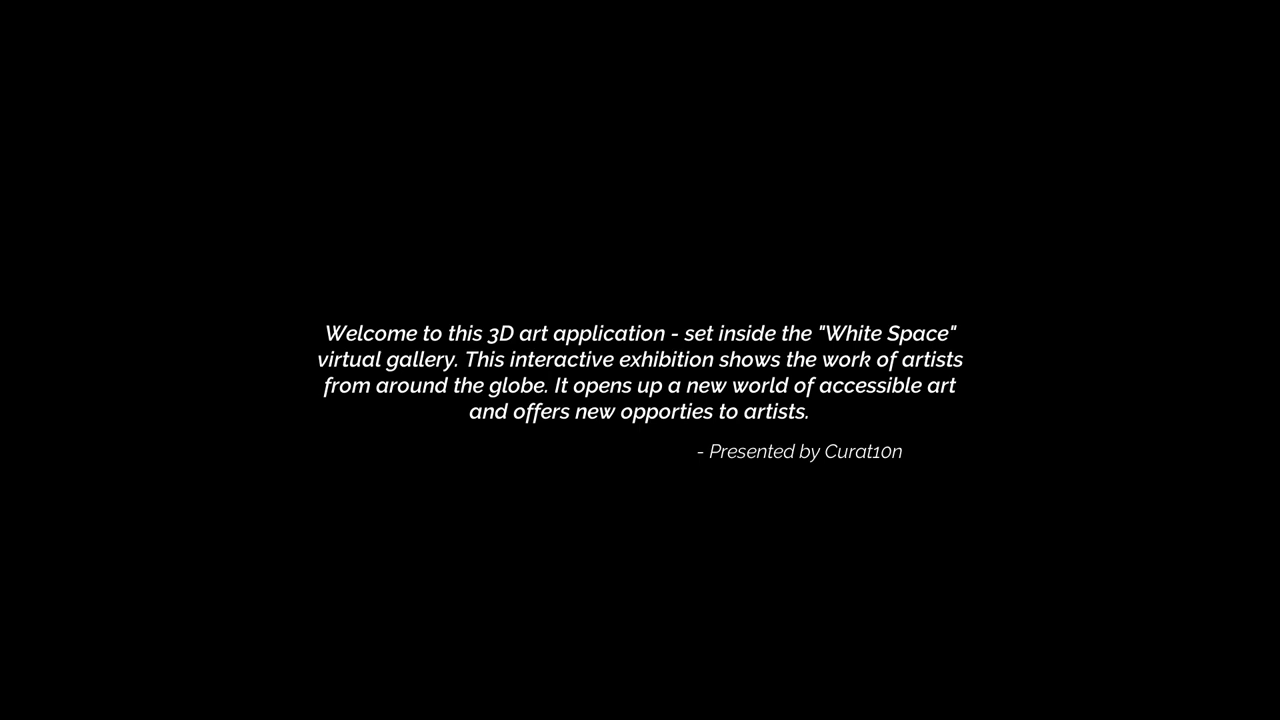 Welcome to this 3D art application - set inside the "White Space"
virtual gallery. This interactive exhibition shows the work of artists
from around the globe. It opens up a new world of accessible art
and offers new opporties to artists.
- Presented by Curat10n